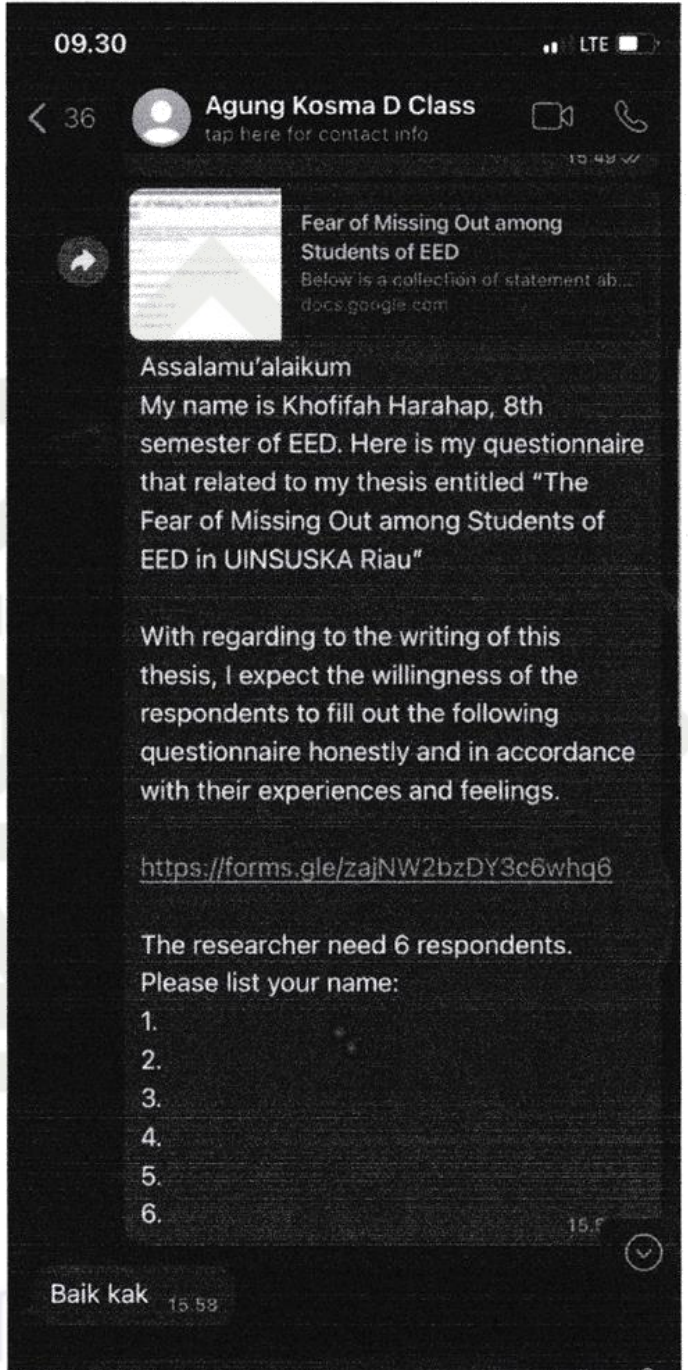 09.30
LTE
36
Agung Kosma D Class
tap here for contact info
15.49
Fear of Missing Out among
Students of EED
Below is a collection of statement ab...
docs.google.com
Assalamu'alaikum
My name is Khofifah Harahap, 8th
semester of EED. Here is my questionnaire
that related to my thesis entitled "The
Fear of Missing Out among Students of
EED in UINSUSKA Riau"
With regarding to the writing of this
thesis, I expect the willingness of the
respondents to fill out the following
questionnaire honestly and in accordance
with their experiences and feelings.
https://forms.gle/zajNW2bzDY3c6whq6
The researcher need 6 respondents.
Please list your name:
1.
2.
3.
4.
5.
6.
Baik kak
15.58